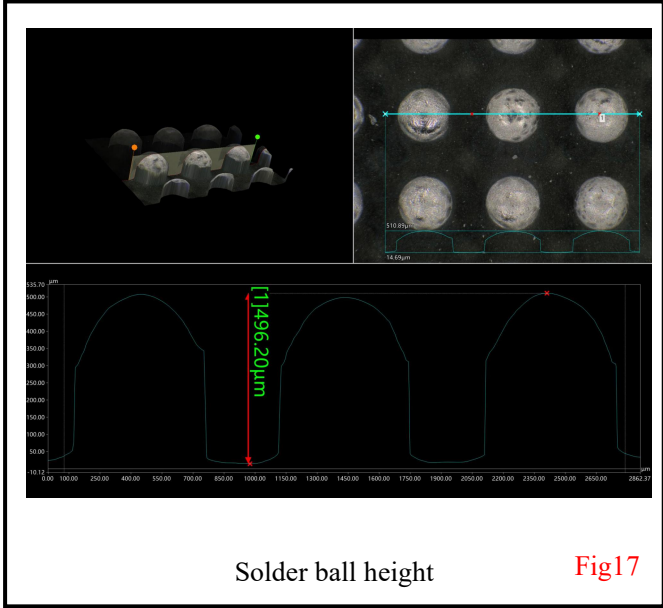 1
510.89μm
14.69μm
μm
535.70
500.00
450.00
400.00
350.00
300.00
250.00
200.00
150.00
100.00
50.00
-10.12
[1]496.20μm
μm
0.00 100.00 250.00 400.00 550.00 700.00 850.00 1000.00 1150.00 1300.00 1450.00 1600.00 1750.00 1900.00 2050.00 2200.00 2350.00 2500.00 2650.00 2862.37
Solder ball height
Fig17